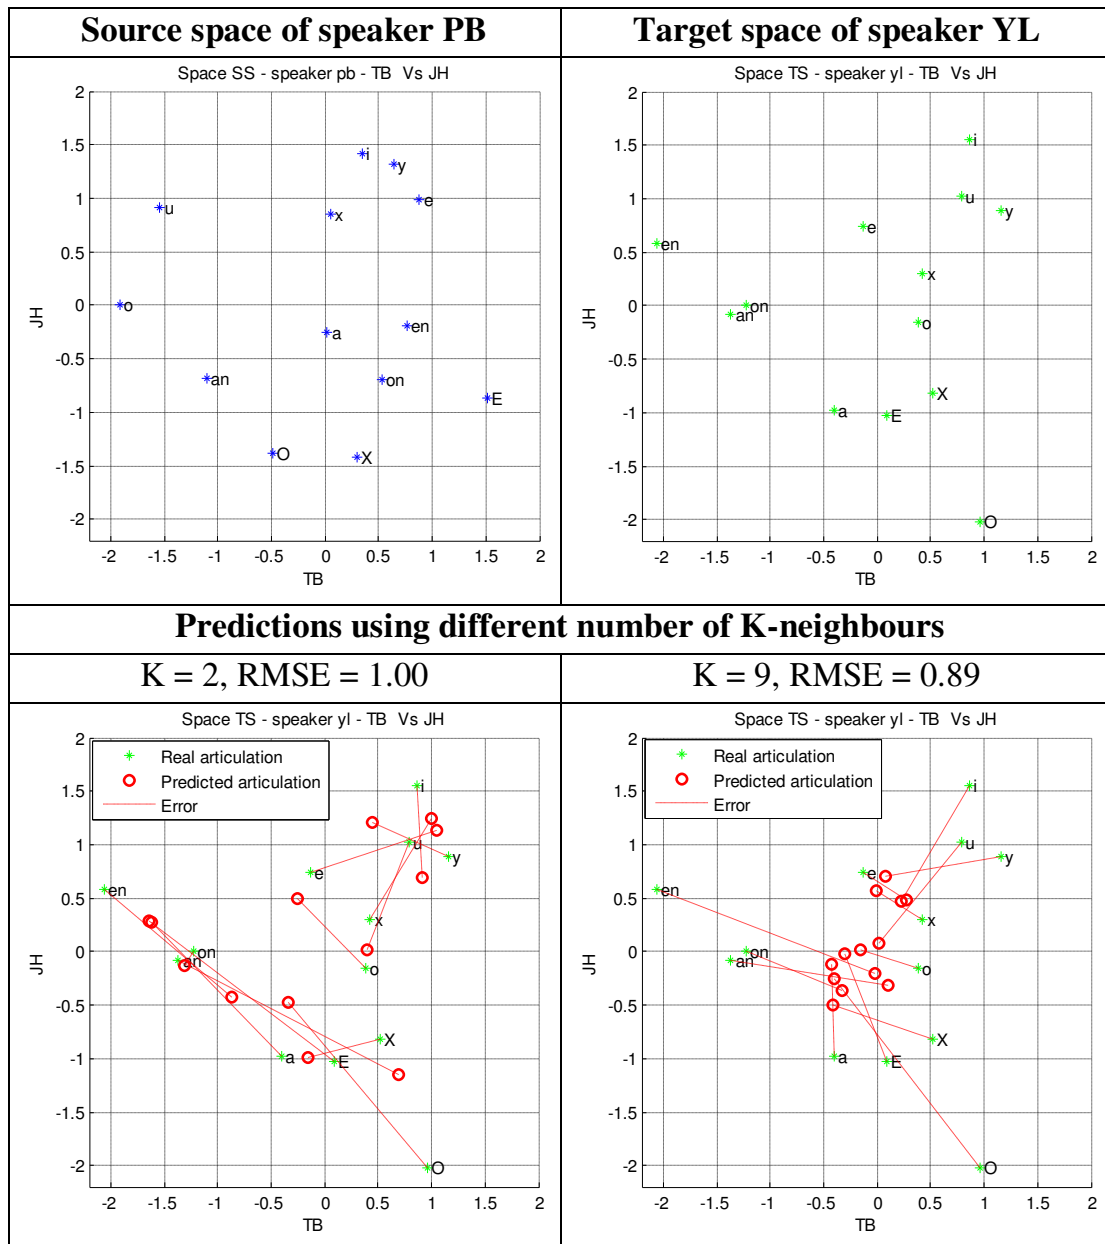 Source space of speaker PB
Target space of speaker YL
Space SS - speaker pb - TB Vs JH
2
1.5
1
0.5
0
-0.5
-1
-1.5
-2
JH
i
y
e
x
u
o
a
en
an
on
E
O
X
-2 -1.5 -1 -0.5 0 0.5 1 1.5 2
TB
Space TS - speaker yl - TB Vs JH
2
1.5
1
0.5
0
-0.5
-1
-1.5
-2
JH
i
u
y
e
en
x
on
an
o
X
a
E
O
-2 -1.5 -1 -0.5 0 0.5 1 1.5 2
TB
Predictions using different number of K-neighbours
K = 2, RMSE = 1.00
K = 9, RMSE = 0.89
Space TS - speaker yl - TB Vs JH
Real articulation
Predicted articulation
Error
2
1.5
1
0.5
0
-0.5
-1
-1.5
-2
JH
i
u
y
e
en
x
on
an
o
X
a
E
O
-2 -1.5 -1 -0.5 0 0.5 1 1.5 2
TB
Space TS - speaker yl - TB Vs JH
Real articulation
Predicted articulation
Error
2
1.5
1
0.5
0
-0.5
-1
-1.5
-2
JH
i
u
y
e
en
x
on
an
o
X
a
E
O
-2 -1.5 -1 -0.5 0 0.5 1 1.5 2
TB